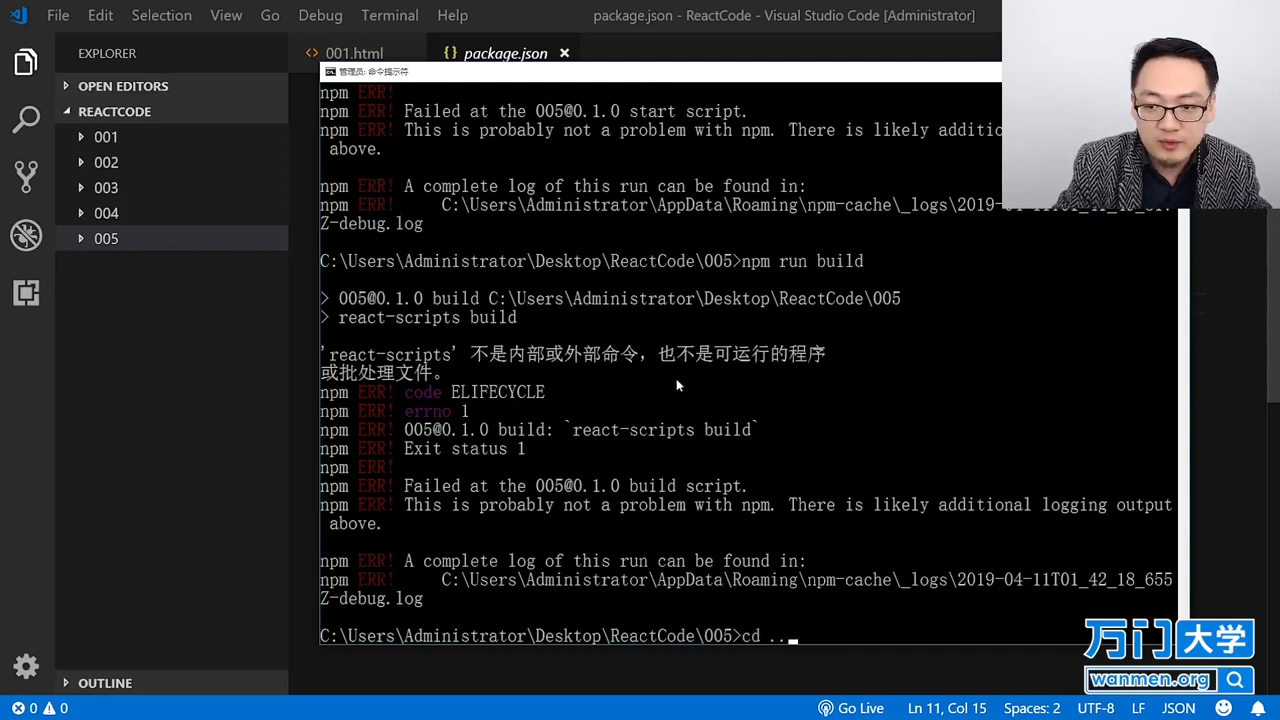 File Edit Selection View Go Debug Terminal Help package.json - ReactCode - Visual Studio Code [Administrator]
EXPLORER
001.html
{} package.json ×
OPEN EDITORS
REACTCODE
001
002
003
004
005
管理员: 命令提示符
npm ERR!
npm ERR! Failed at the 005@0.1.0 start script.
npm ERR! This is probably not a problem with npm. There is likely additio
above.
npm ERR! A complete log of this run can be found in:
npm ERR! C:\Users\Administrator\AppData\Roaming\npm-cache\_logs\2019-
Z-debug.log
C:\Users\Administrator\Desktop\ReactCode\005>npm run build
> 005@0.1.0 build C:\Users\Administrator\Desktop\ReactCode\005
> react-scripts build
'react-scripts' 不是内部或外部命令，也不是可运行的程序
或批处理文件。
npm ERR! code ELIFECYCLE
npm ERR! errno 1
npm ERR! 005@0.1.0 build: `react-scripts build`
npm ERR! Exit status 1
npm ERR!
npm ERR! Failed at the 005@0.1.0 build script.
npm ERR! This is probably not a problem with npm. There is likely additional logging output
above.
npm ERR! A complete log of this run can be found in:
npm ERR! C:\Users\Administrator\AppData\Roaming\npm-cache\_logs\2019-04-11T01_42_18_655
Z-debug.log
C:\Users\Administrator\Desktop\ReactCode\005>cd ..
万门大学
wanmen.org
OUTLINE
0 0 Go Live Ln 11, Col 15 Spaces: 2 UTF-8 LF JSON